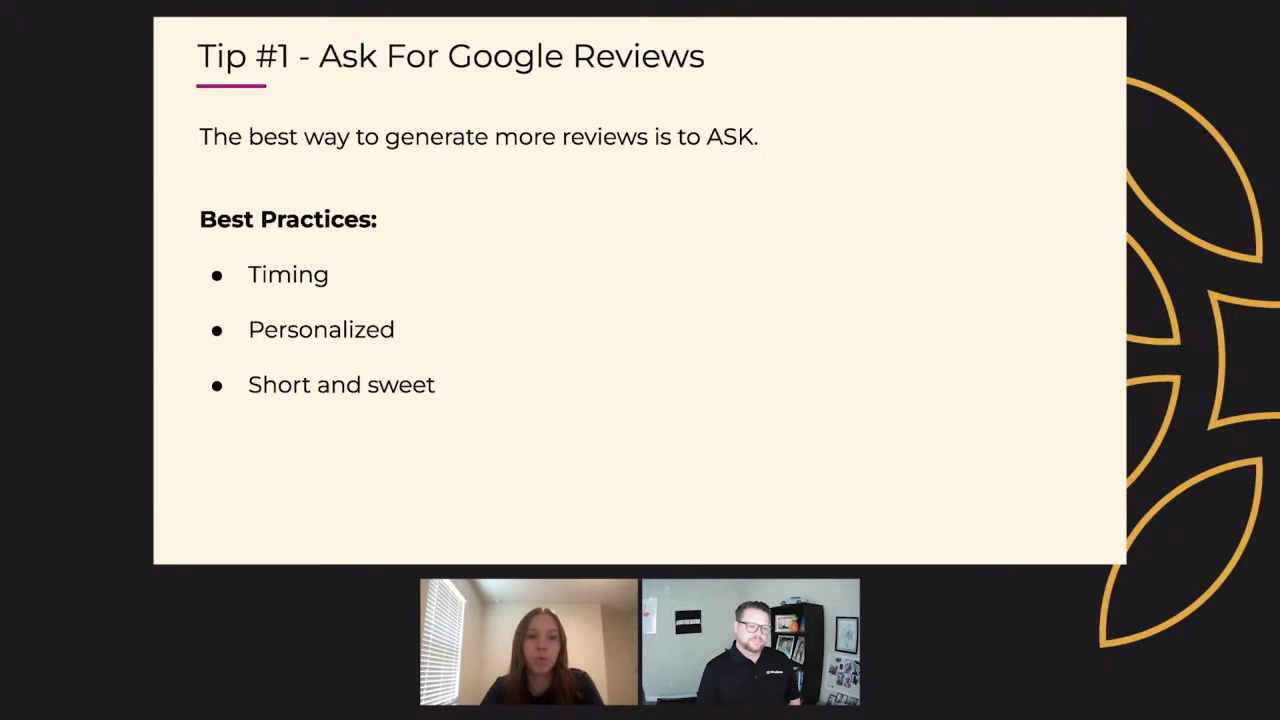 Tip #1 - Ask For Google Reviews
The best way to generate more reviews is to ASK.
Best Practices:
● Timing
● Personalized
● Short and sweet